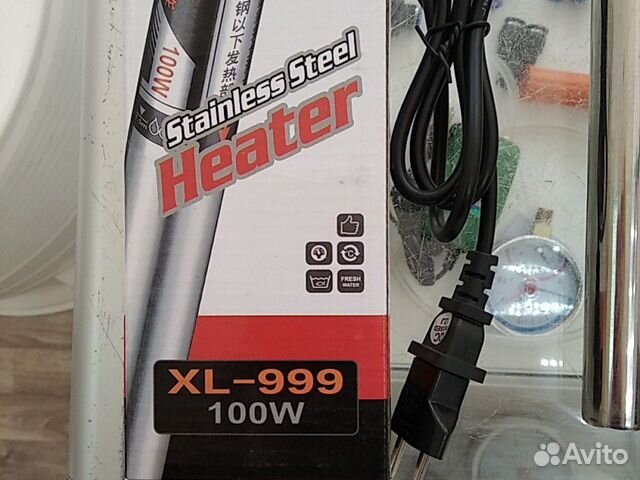 100W
钢以下发热部
Stainless Steel
Heater
FRESH
WATER
XL-999
100W
Avito